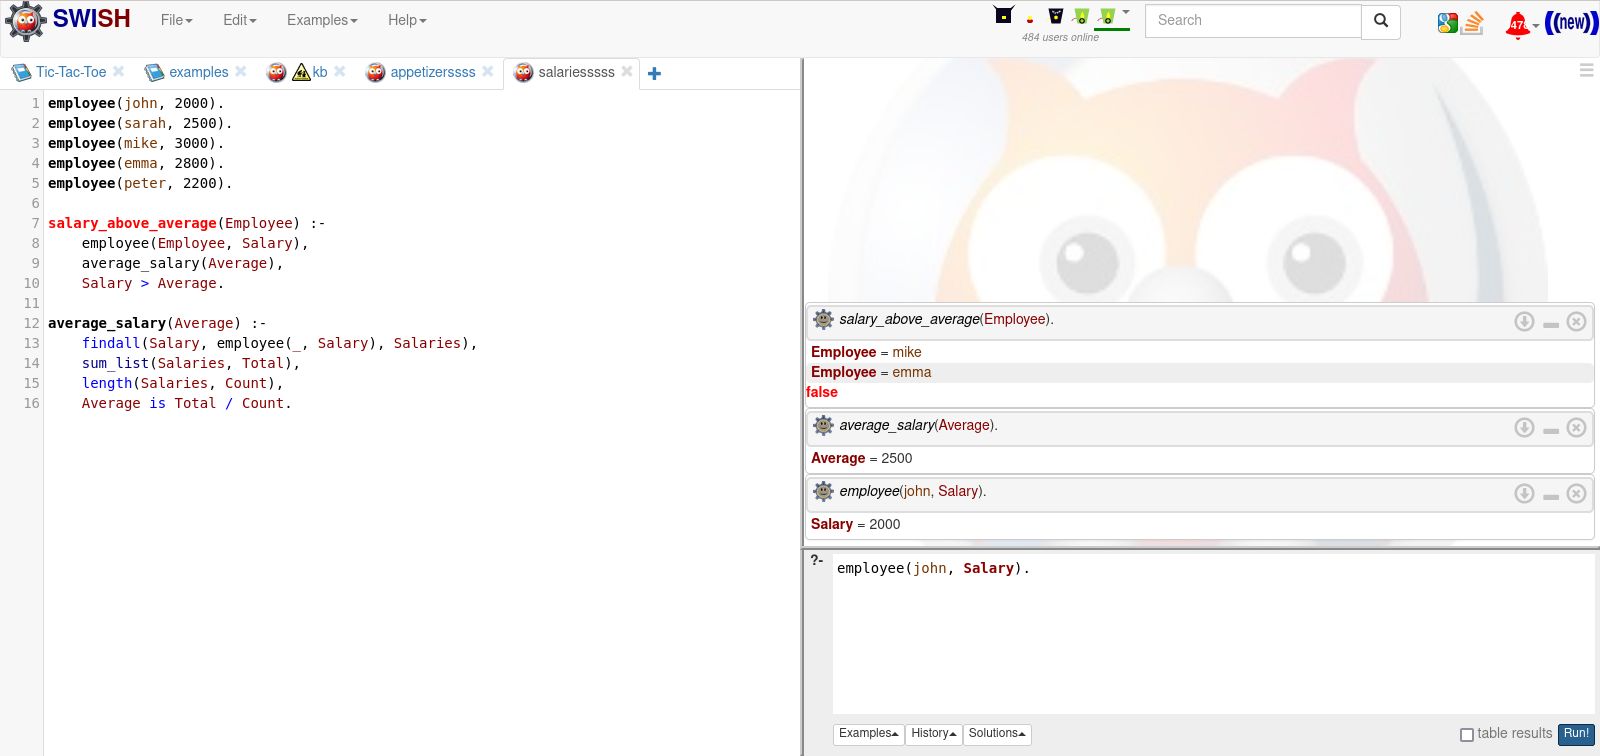 SWISH File Edit Examples Help Search 47 ((new))
484 users online
Tic-Tac-Toe examples kb appetizerssss salariesssss
1 employee(john, 2000).
2 employee(sarah, 2500).
3 employee(mike, 3000).
4 employee(emma, 2800).
5 employee(peter, 2200).
6
7 salary_above_average(Employee) :-
8 employee(Employee, Salary),
9 average_salary(Average),
10 Salary > Average.
11
12 average_salary(Average) :-
13 findall(Salary, employee(_, Salary), Salaries),
14 sum_list(Salaries, Total),
15 length(Salaries, Count),
16 Average is Total / Count.
salary_above_average(Employee).
Employee = mike
Employee = emma
false
average_salary(Average).
Average = 2500
employee(john, Salary).
Salary = 2000
?- employee(john, Salary).
Examples History Solutions table results Run!